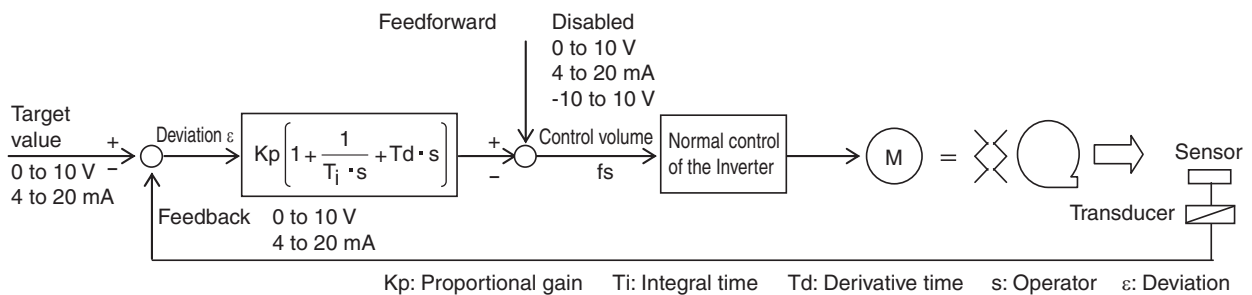 Feedforward
Disabled
0 to 10 V
4 to 20 mA
-10 to 10 V
Target
value
+
−
0 to 10 V
4 to 20 mA
Deviation ε
Kp(1+ 1/(Ti ･s) +Td･s)
+
−
Control volume
fs
Normal control
of the Inverter
M
=
Sensor
Transducer
Feedback
0 to 10 V
4 to 20 mA
Kp: Proportional gain Ti: Integral time Td: Derivative time s: Operator ε: Deviation